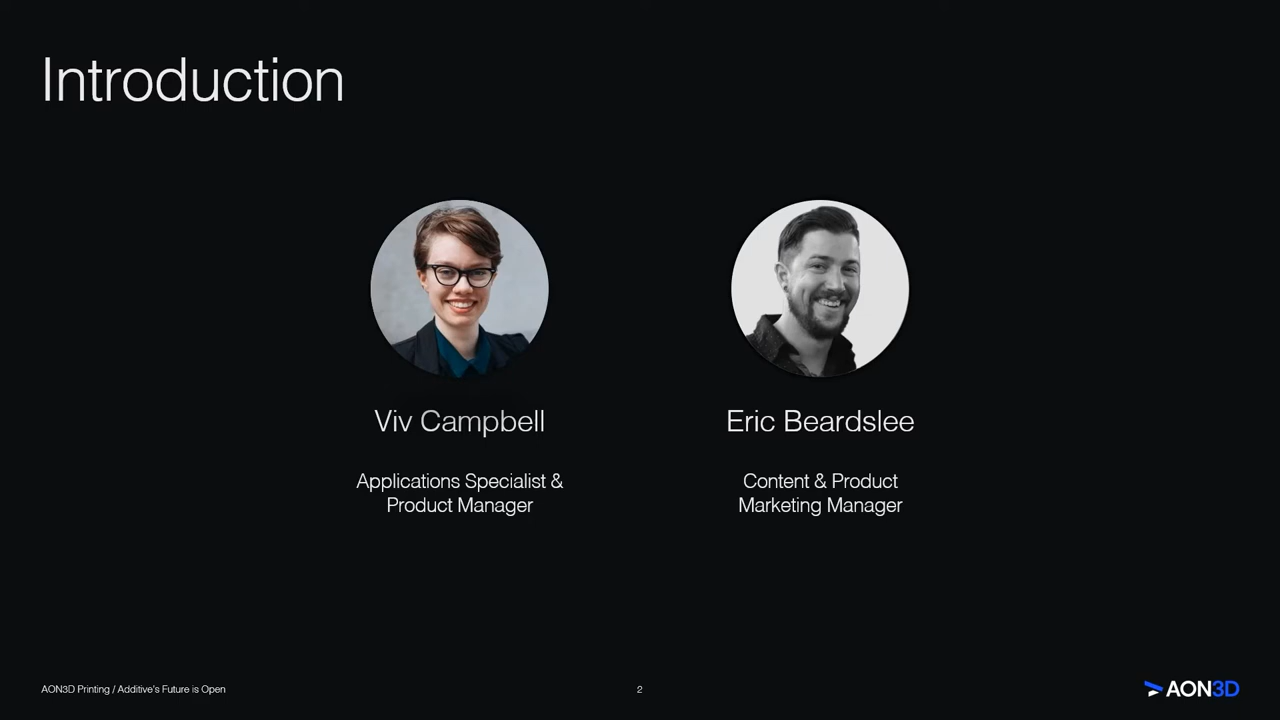 Introduction
Viv Campbell
Eric Beardslee
Applications Specialist &
Product Manager
Content & Product
Marketing Manager
AON3D Printing / Additive's Future is Open
2
AON3D